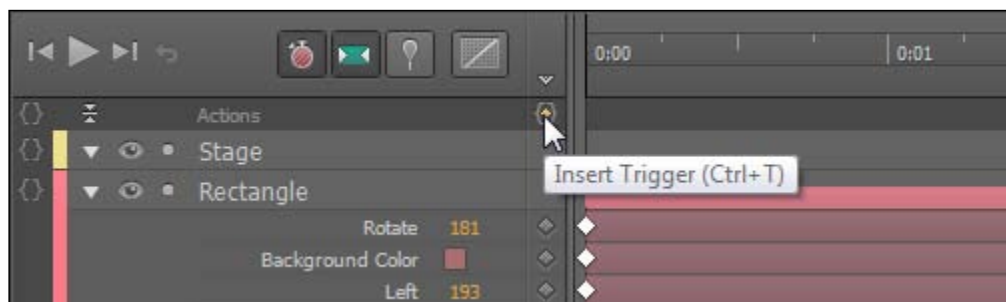 0:00 0:01
Actions
Stage
Insert Trigger (Ctrl+T)
Rectangle
Rotate 181
Background Color
Left 193